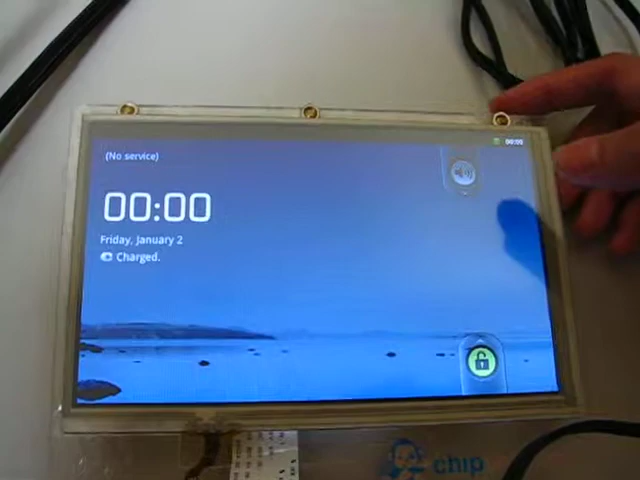 (No service)
00:00
00:00
Friday, January 2
Charged.
chip